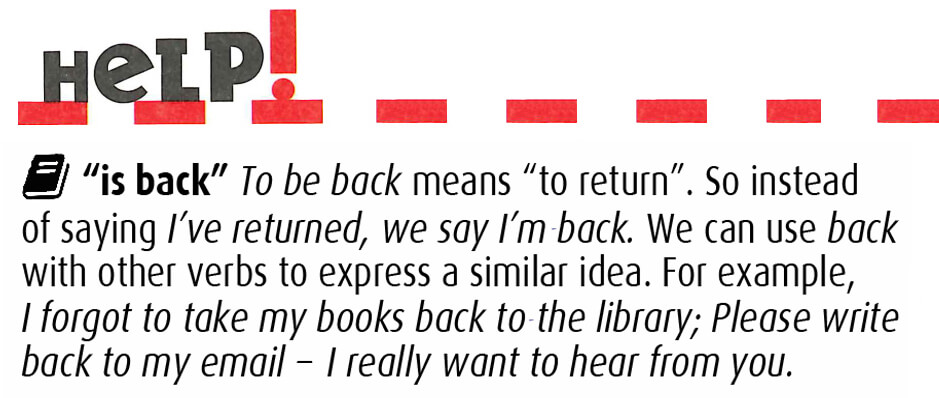 HeLP!
“is back” To be back means “to return”. So instead
of saying I’ve returned, we say I’m back. We can use back
with other verbs to express a similar idea. For example,
I forgot to take my books back to the library; Please write
back to my email – I really want to hear from you.